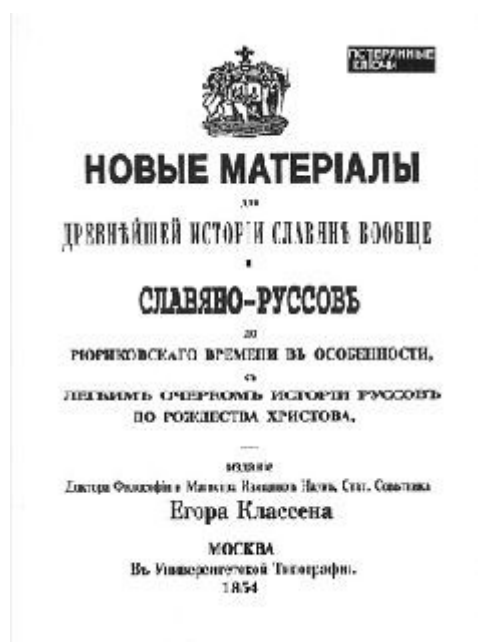 ПОТЕРЯННЫЕ
КЛЮЧИ
НОВЫЕ МАТЕРІАЛЫ
для
ДРЕВНѢЙШЕЙ ИСТОРІИ СЛАВЯНЪ ВООБЩЕ
и
СЛАВЯНО-РУССОВЪ
до
РЮРИКОВСКАГО ВРЕМЕНИ ВЪ ОСОБЕННОСТИ,
съ
ЛЕГКИМЪ ОЧЕРКОМЪ ИСТОРІИ РУССОВЪ
ДО РОЖДЕСТВА ХРИСТОВА.
изданіе
Доктора Философіи и Магистра Изящныхъ Наукъ, Стат. Совѣтника
Егора Классена
МОСКВА
Въ Университетской Типографіи.
1854